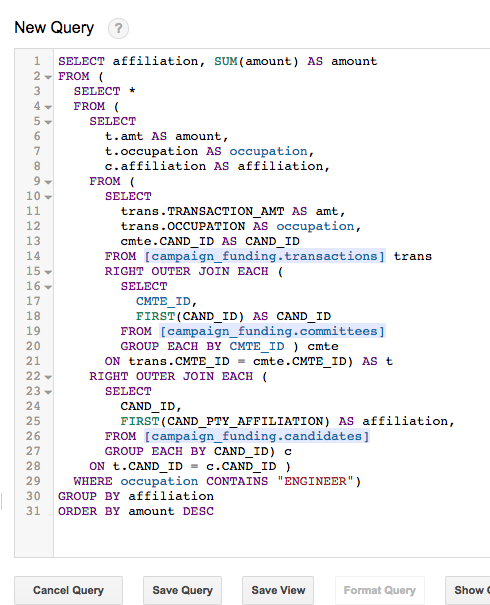 New Query ?
1 SELECT affiliation, SUM(amount) AS amount
2 FROM (
3 SELECT *
4 FROM (
5 SELECT
6 t.amt AS amount,
7 t.occupation AS occupation,
8 c.affiliation AS affiliation,
9 FROM (
10 SELECT
11 trans.TRANSACTION_AMT AS amt,
12 trans.OCCUPATION AS occupation,
13 cmte.CAND_ID AS CAND_ID
14 FROM [campaign_funding.transactions] trans
15 RIGHT OUTER JOIN EACH (
16 SELECT
17 CMTE_ID,
18 FIRST(CAND_ID) AS CAND_ID
19 FROM [campaign_funding.committees]
20 GROUP EACH BY CMTE_ID ) cmte
21 ON trans.CMTE_ID = cmte.CMTE_ID) AS t
22 RIGHT OUTER JOIN EACH (
23 SELECT
24 CAND_ID,
25 FIRST(CAND_PTY_AFFILIATION) AS affiliation,
26 FROM [campaign_funding.candidates]
27 GROUP EACH BY CAND_ID) c
28 ON t.CAND_ID = c.CAND_ID )
29 WHERE occupation CONTAINS "ENGINEER")
30 GROUP BY affiliation
31 ORDER BY amount DESC
Cancel Query Save Query Save View Format Query Show